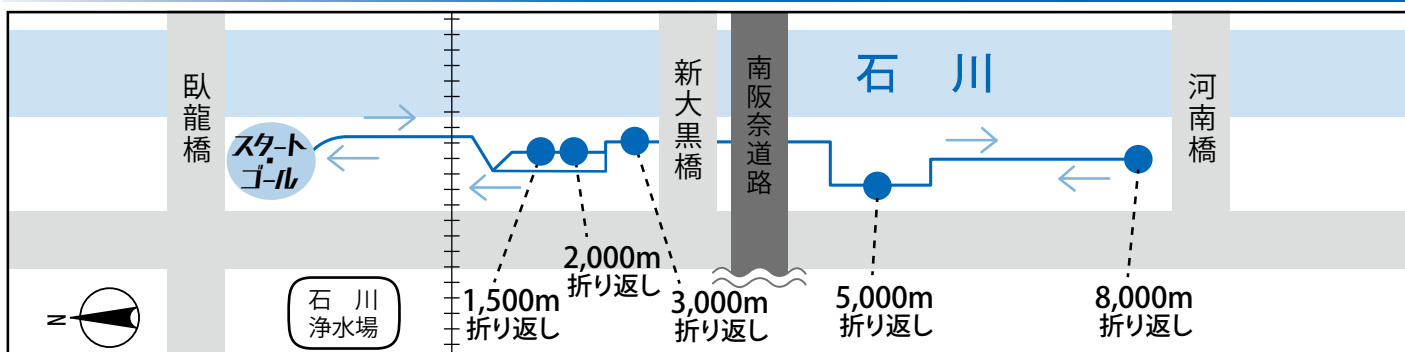 臥龍橋
スタート
・
ゴール
新大黒橋
南阪奈道路
石　川
河南橋
1,500m
折り返し
2,000m
折り返し
3,000m
折り返し
5,000m
折り返し
8,000m
折り返し
石　川
浄水場
N